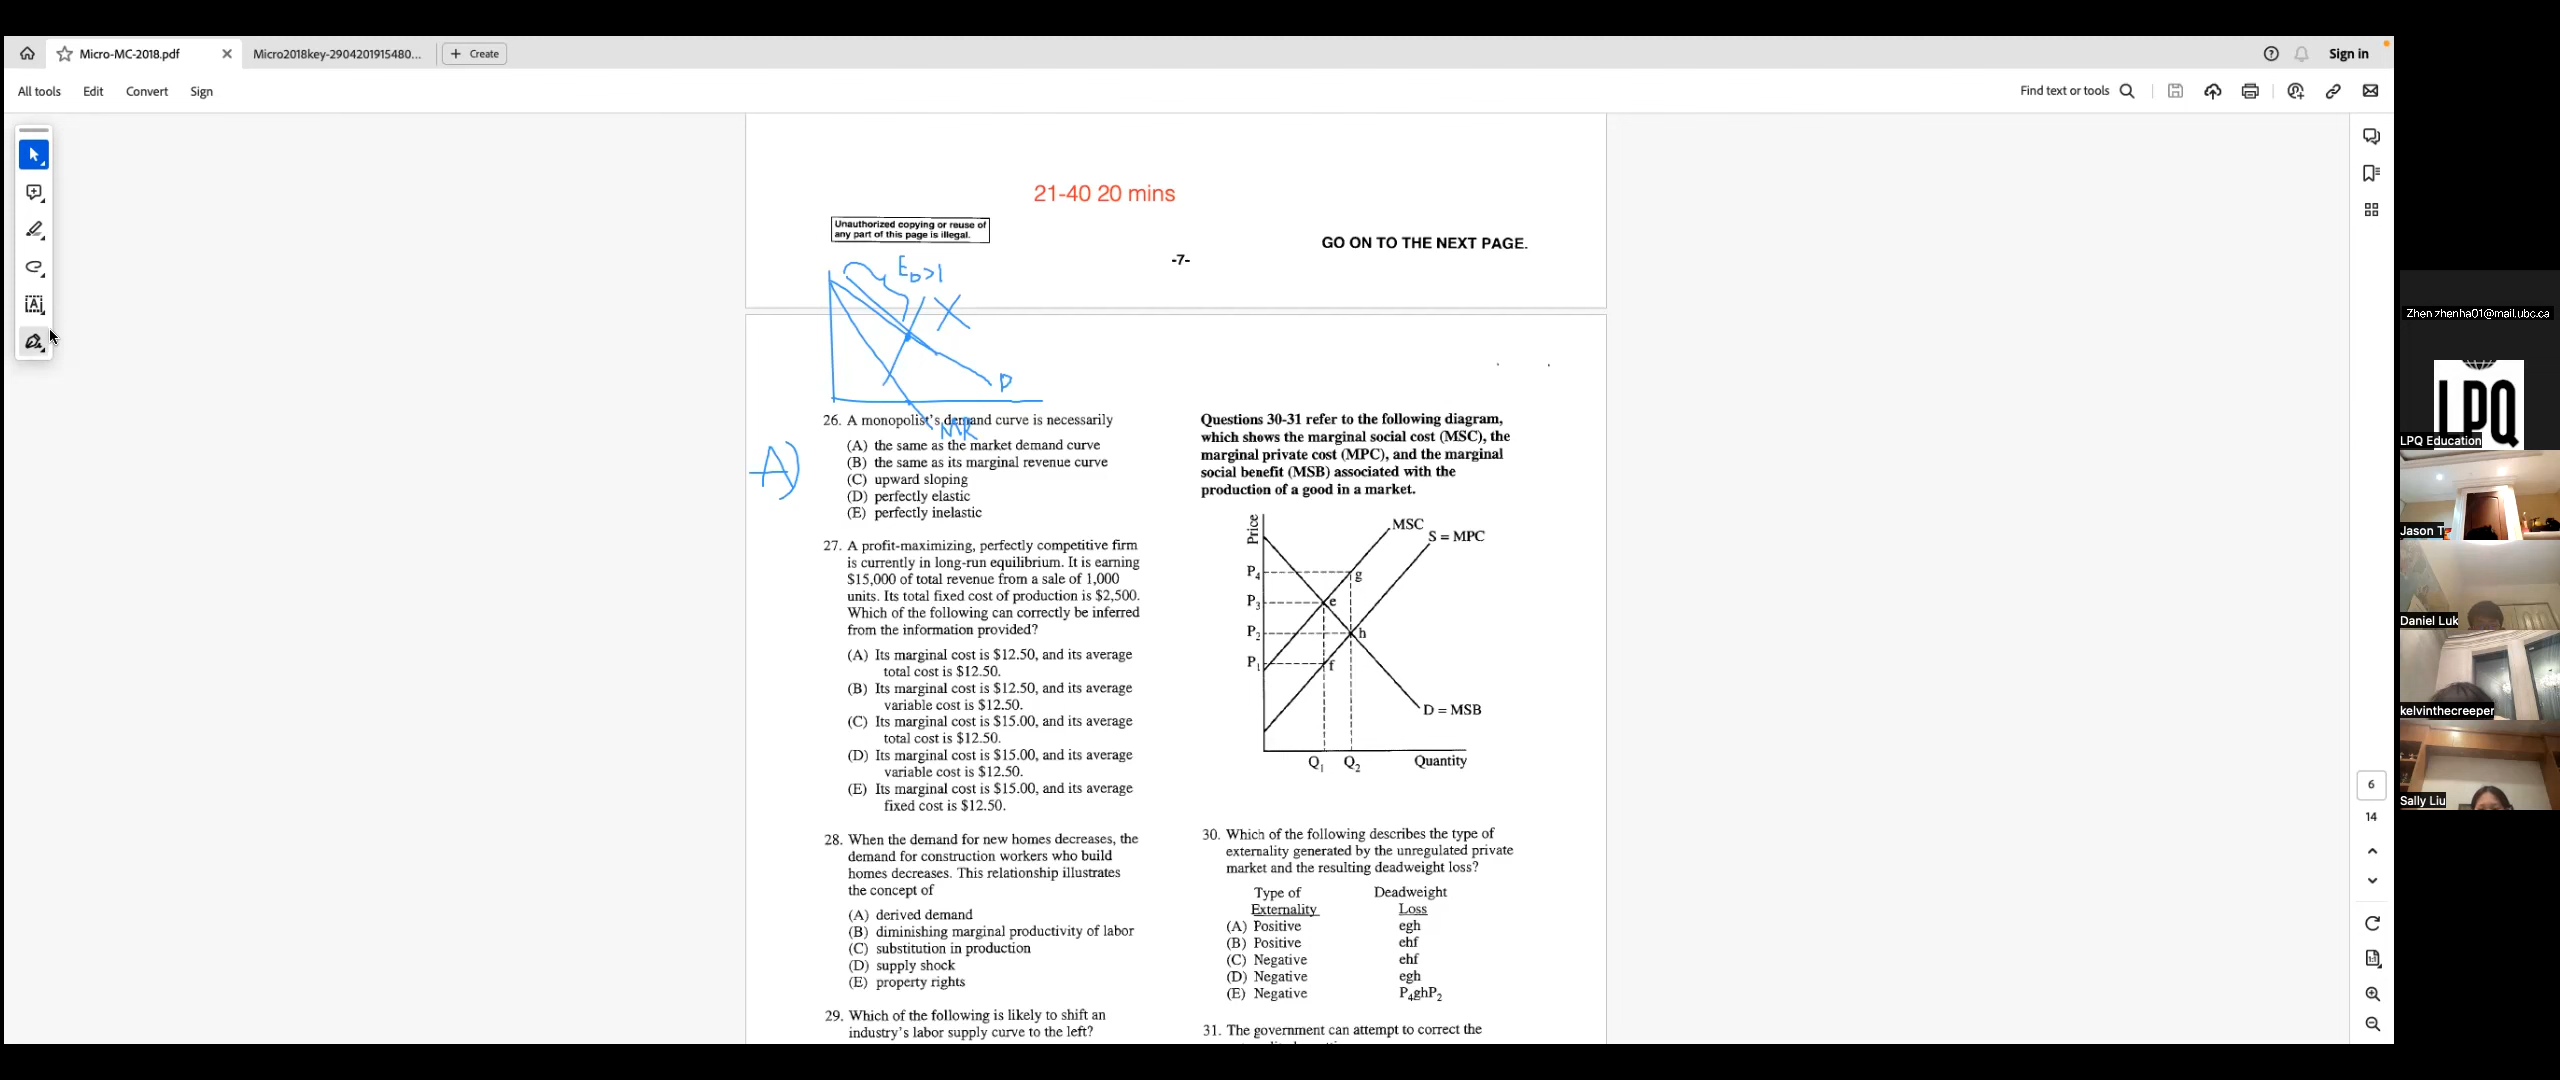 Micro-MC-2018.pdf
Micro2018key-2904201915480...
Create
Sign in
All tools
Edit
Convert
Sign
Find text or tools
21-40 20 mins
Unauthorized copying or reuse of
any part of this page is illegal.
GO ON TO THE NEXT PAGE.
-7-
E_D>1
X
D
MR
A)
26. A monopolist's demand curve is necessarily
(A) the same as the market demand curve
(B) the same as its marginal revenue curve
(C) upward sloping
(D) perfectly elastic
(E) perfectly inelastic
27. A profit-maximizing, perfectly competitive firm
is currently in long-run equilibrium. It is earning
$15,000 of total revenue from a sale of 1,000
units. Its total fixed cost of production is $2,500.
Which of the following can correctly be inferred
from the information provided?
(A) Its marginal cost is $12.50, and its average
total cost is $12.50.
(B) Its marginal cost is $12.50, and its average
variable cost is $12.50.
(C) Its marginal cost is $15.00, and its average
total cost is $12.50.
(D) Its marginal cost is $15.00, and its average
variable cost is $12.50.
(E) Its marginal cost is $15.00, and its average
fixed cost is $12.50.
28. When the demand for new homes decreases, the
demand for construction workers who build
homes decreases. This relationship illustrates
the concept of
(A) derived demand
(B) diminishing marginal productivity of labor
(C) substitution in production
(D) supply shock
(E) property rights
29. Which of the following is likely to shift an
industry's labor supply curve to the left?
Questions 30-31 refer to the following diagram,
which shows the marginal social cost (MSC), the
marginal private cost (MPC), and the marginal
social benefit (MSB) associated with the
production of a good in a market.
Price
MSC
S = MPC
P4
g
P3
e
P2
h
P1
f
D = MSB
Q1
Q2
Quantity
30. Which of the following describes the type of
externality generated by the unregulated private
market and the resulting deadweight loss?
Type of Deadweight
Externality Loss
(A) Positive egh
(B) Positive ehf
(C) Negative ehf
(D) Negative egh
(E) Negative P4ghP2
31. The government can attempt to correct the
6
14
Zhen zhenha01@mail.ubc.ca
LPQ
LPQ Education
Jason T
Daniel Luk
kelvinthecreeper
Sally Liu